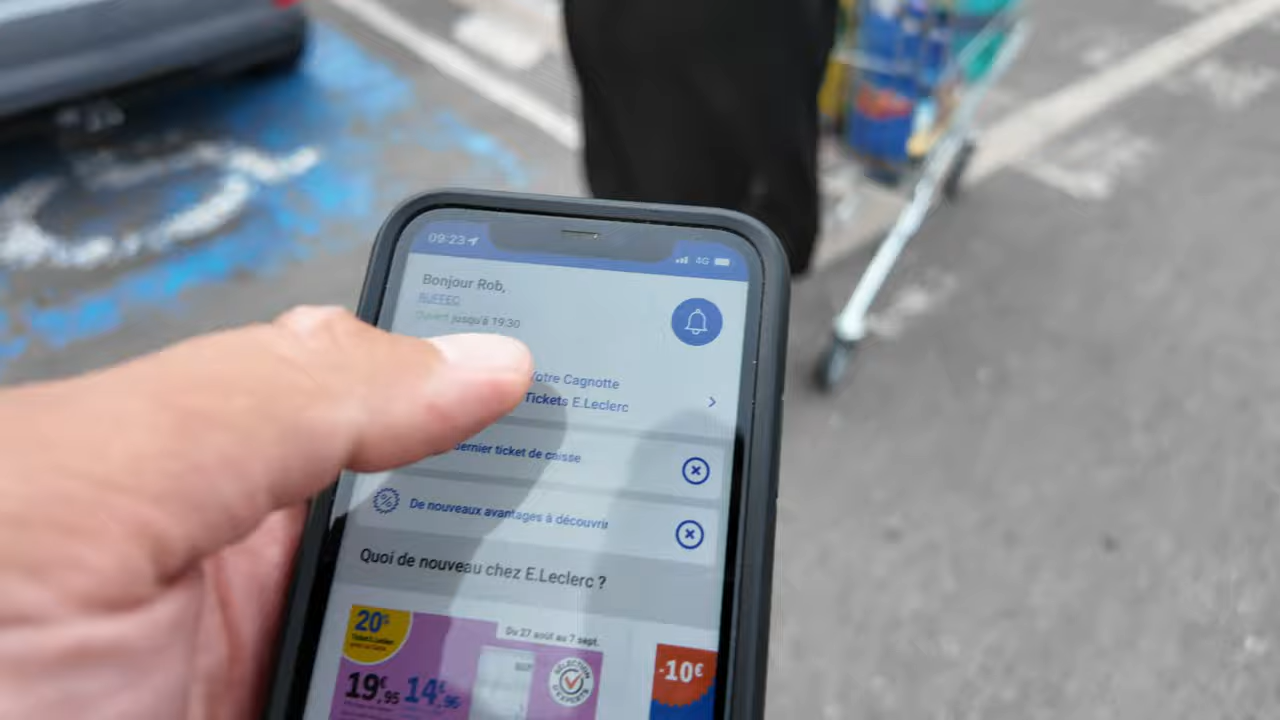 09:23
4G
Bonjour Rob,
RUFFEC
Ouvert jusqu'à 19:30
Votre Cagnotte
Tickets E.Leclerc
dernier ticket de caisse
De nouveaux avantages à découvrir
Quoi de nouveau chez E.Leclerc ?
20%
Du 27 août au 7 sept.
SÉLECTION
D'EXPERTS
19€,95 14€,96
-10€